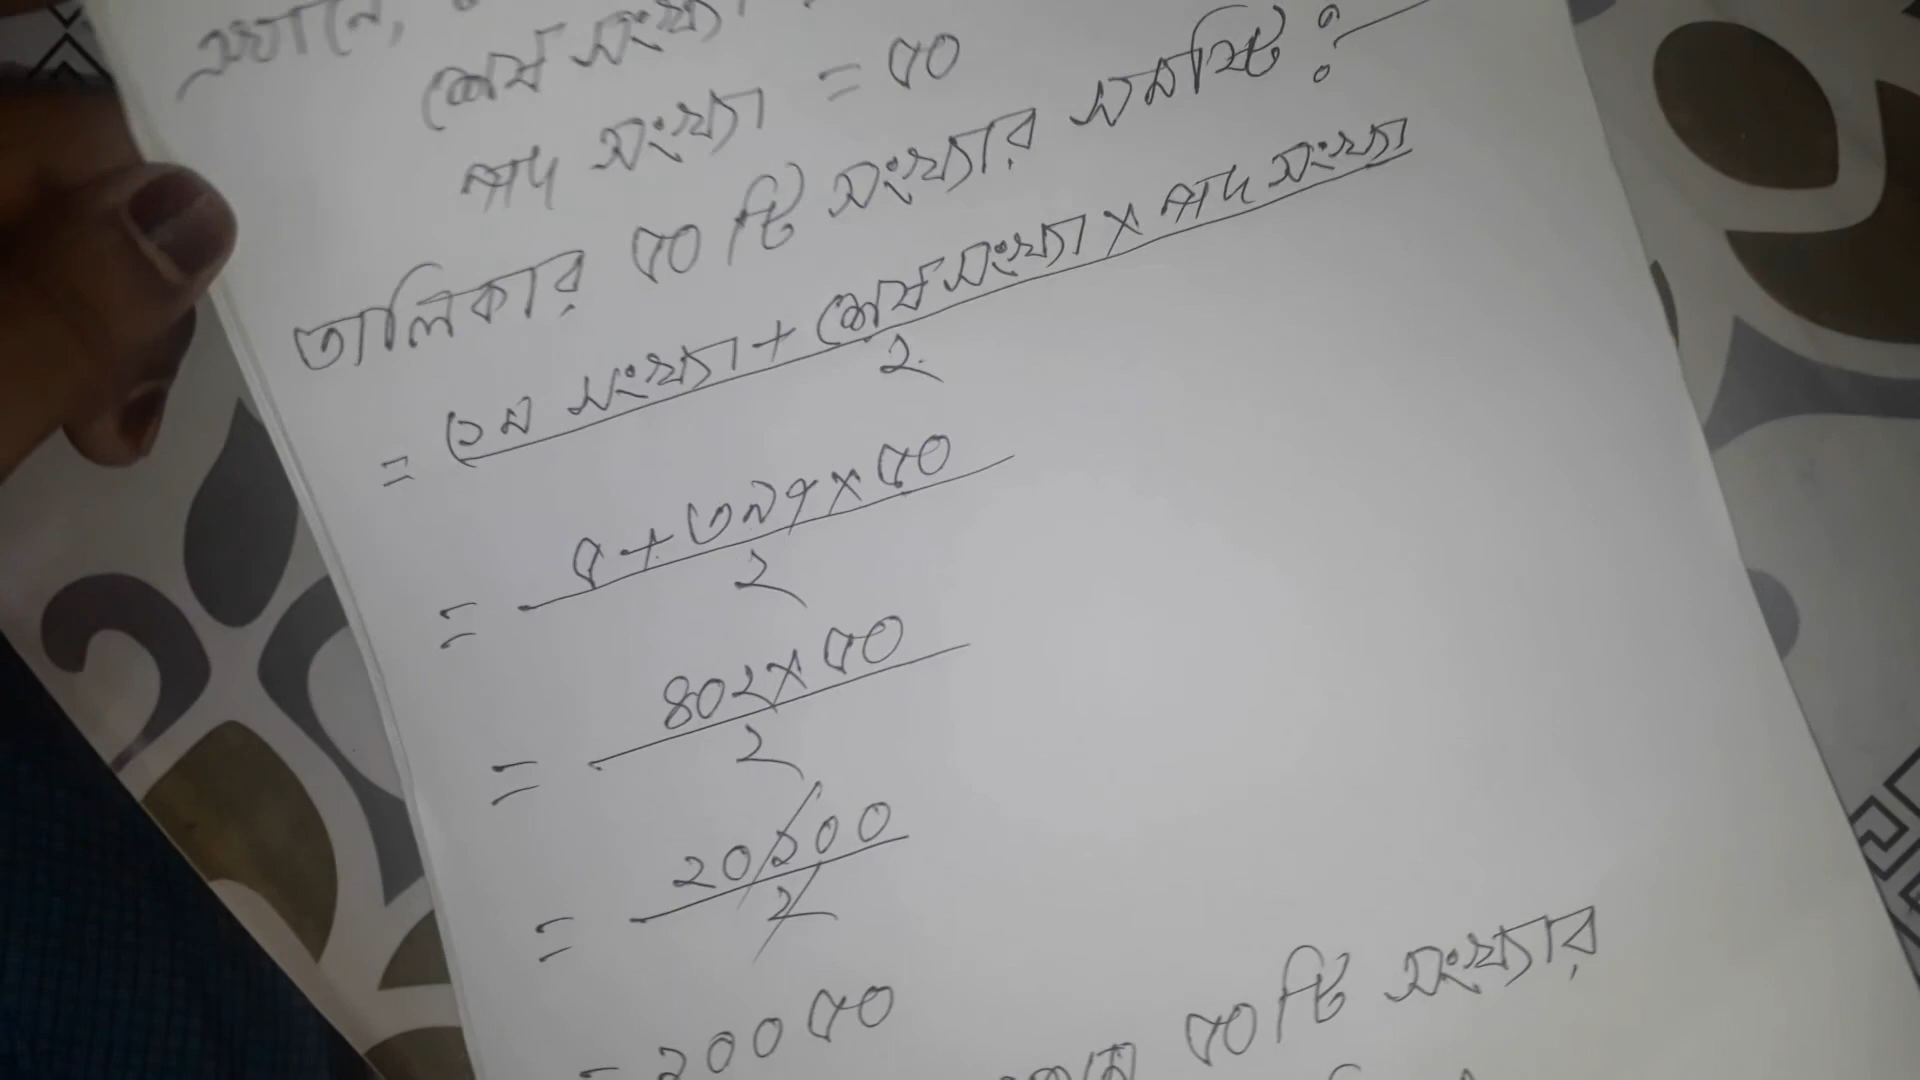 এখানে,
শেষ সংখ্যা
পদ সংখ্যা = ৫০
তালিকার ৫০ টি সংখ্যার সমষ্টি :
= (১ম সংখ্যা + শেষ সংখ্যা × পদ সংখ্যা / ২
= ৫ + ৩৯৭ × ৫০ / ২
= ৪০২ × ৫০ / ২
= ২০১০০ / ২
= ১০০৫০
৫০ টি সংখ্যার